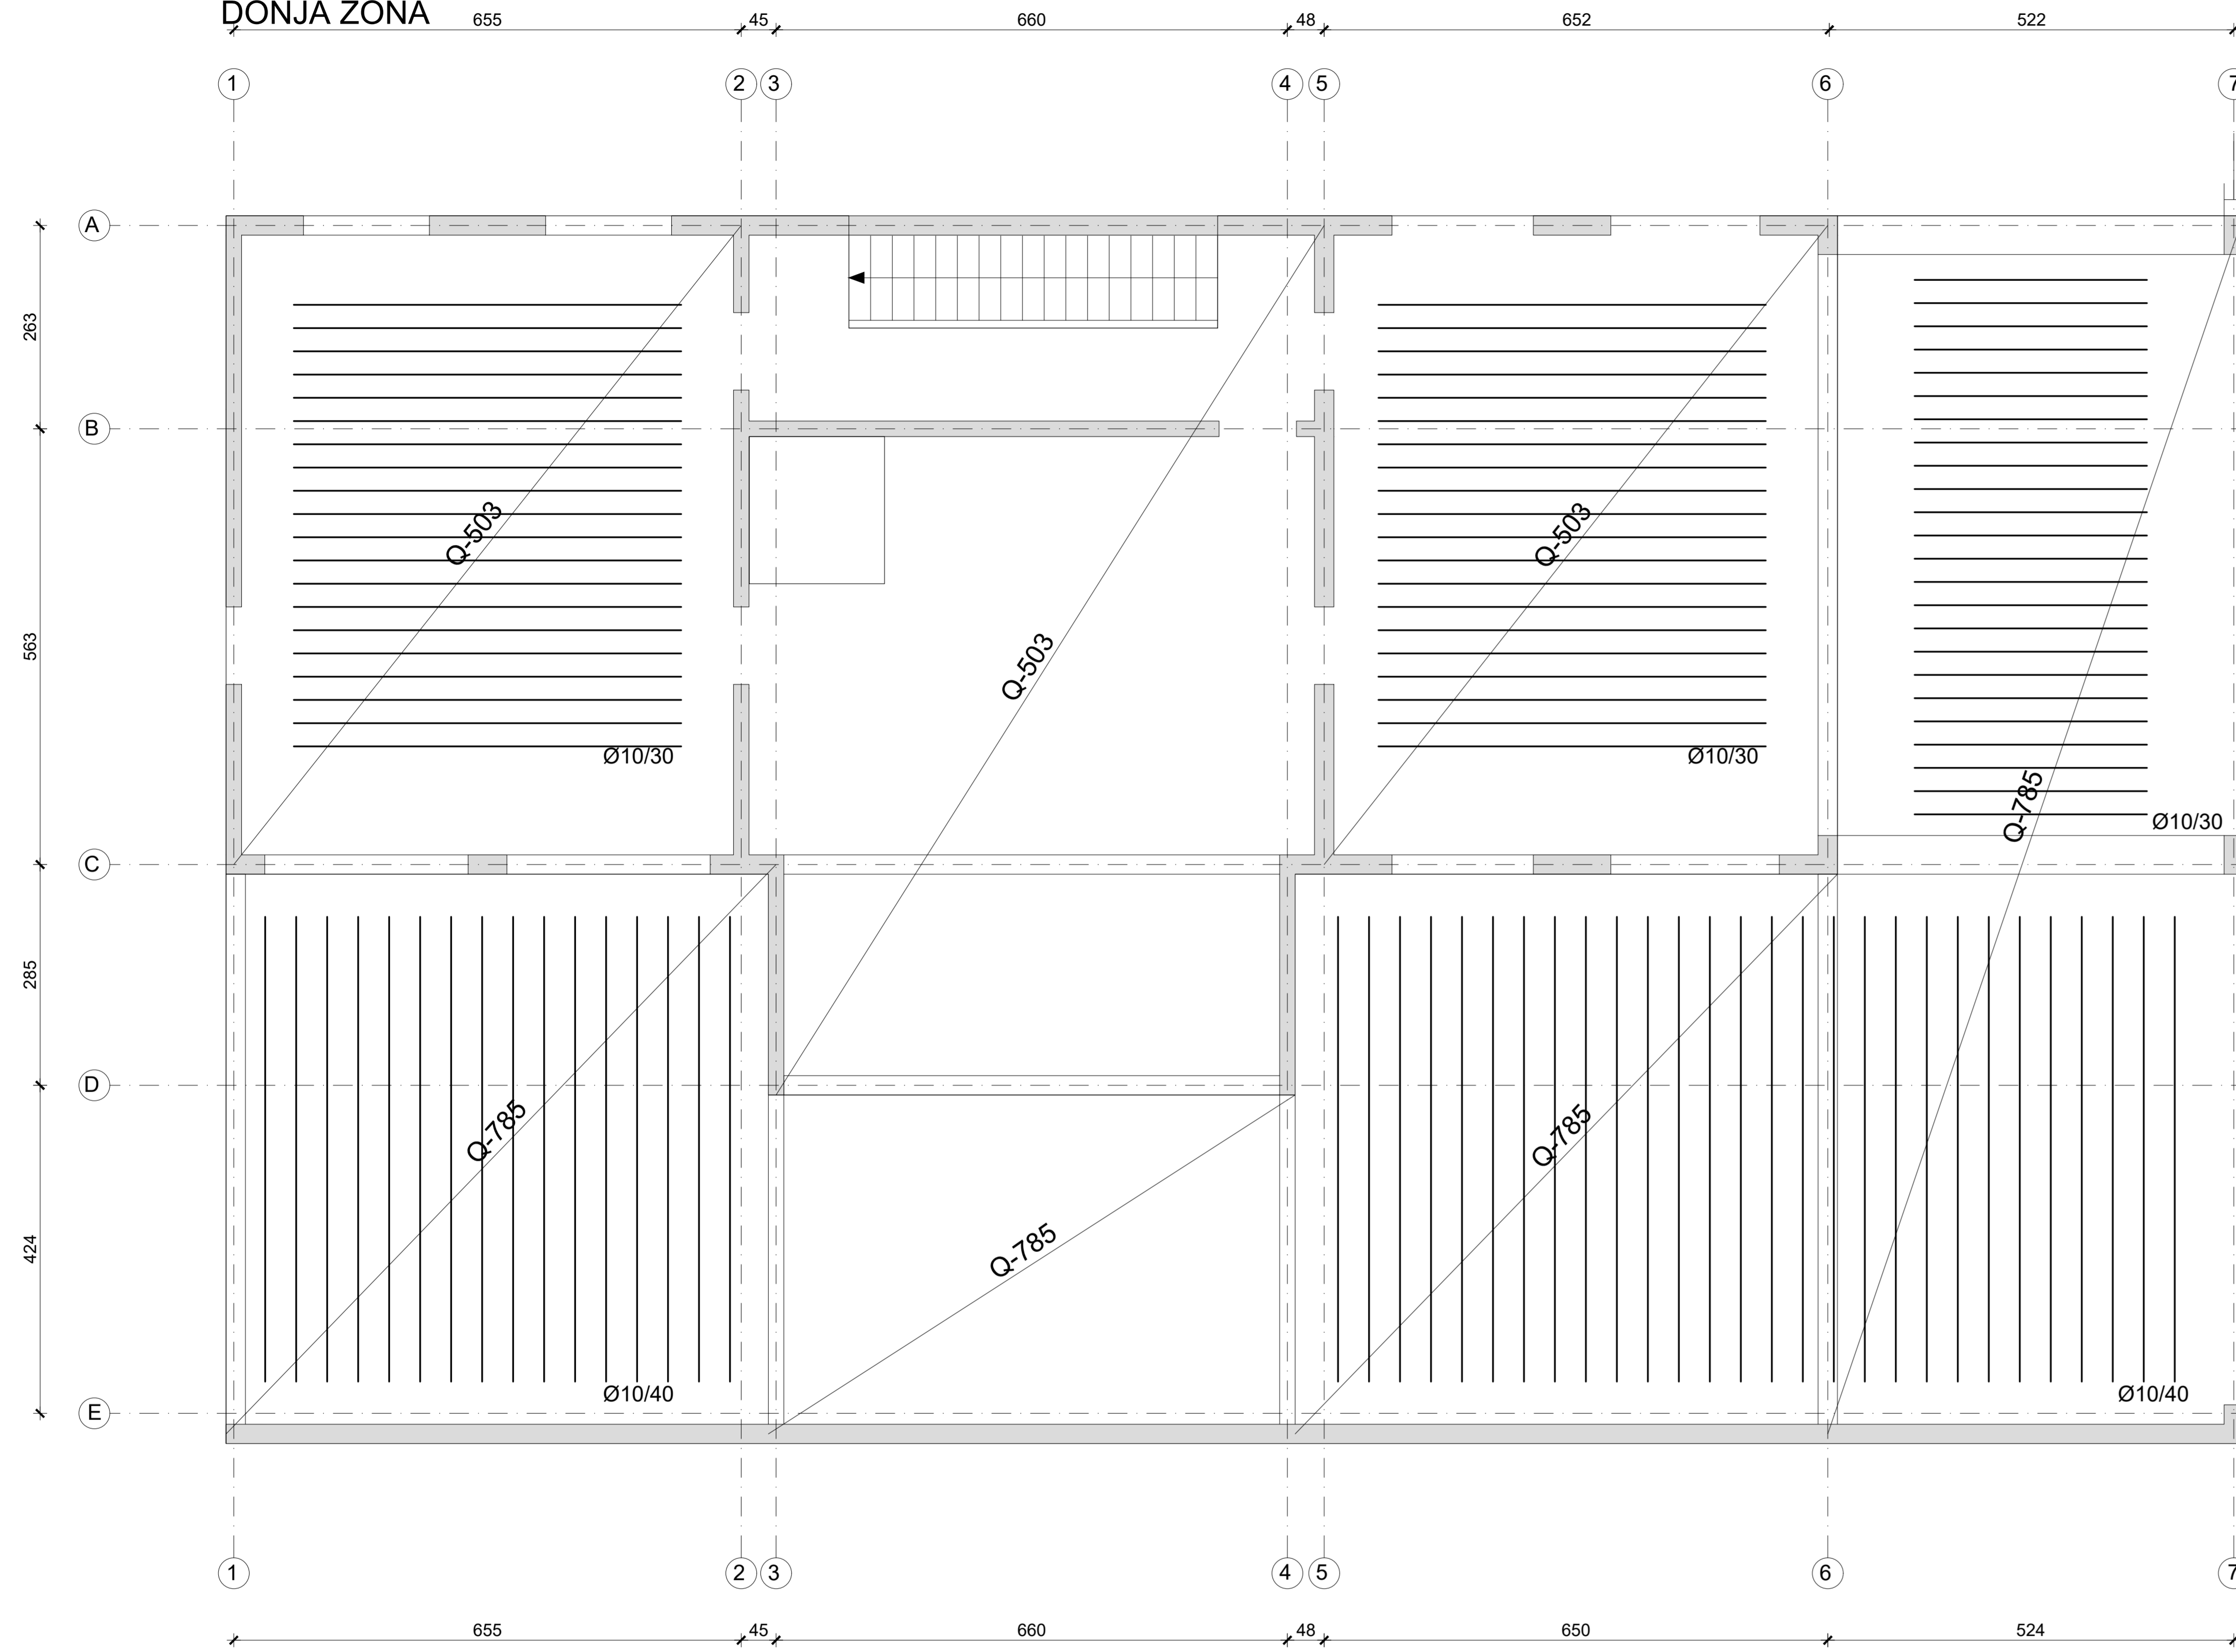 DONJA ZONA
655 45 660 48 652 522
1 2 3 4 5 6 7
A
263
B
Q-503 Q-503
563
Q-503
Ø10/30 Ø10/30
Q-785
Ø10/30
C
285
D
Q-785 Q-785
424
Q-785
Ø10/40 Ø10/40
E
1 2 3 4 5 6 7
655 45 660 48 650 524